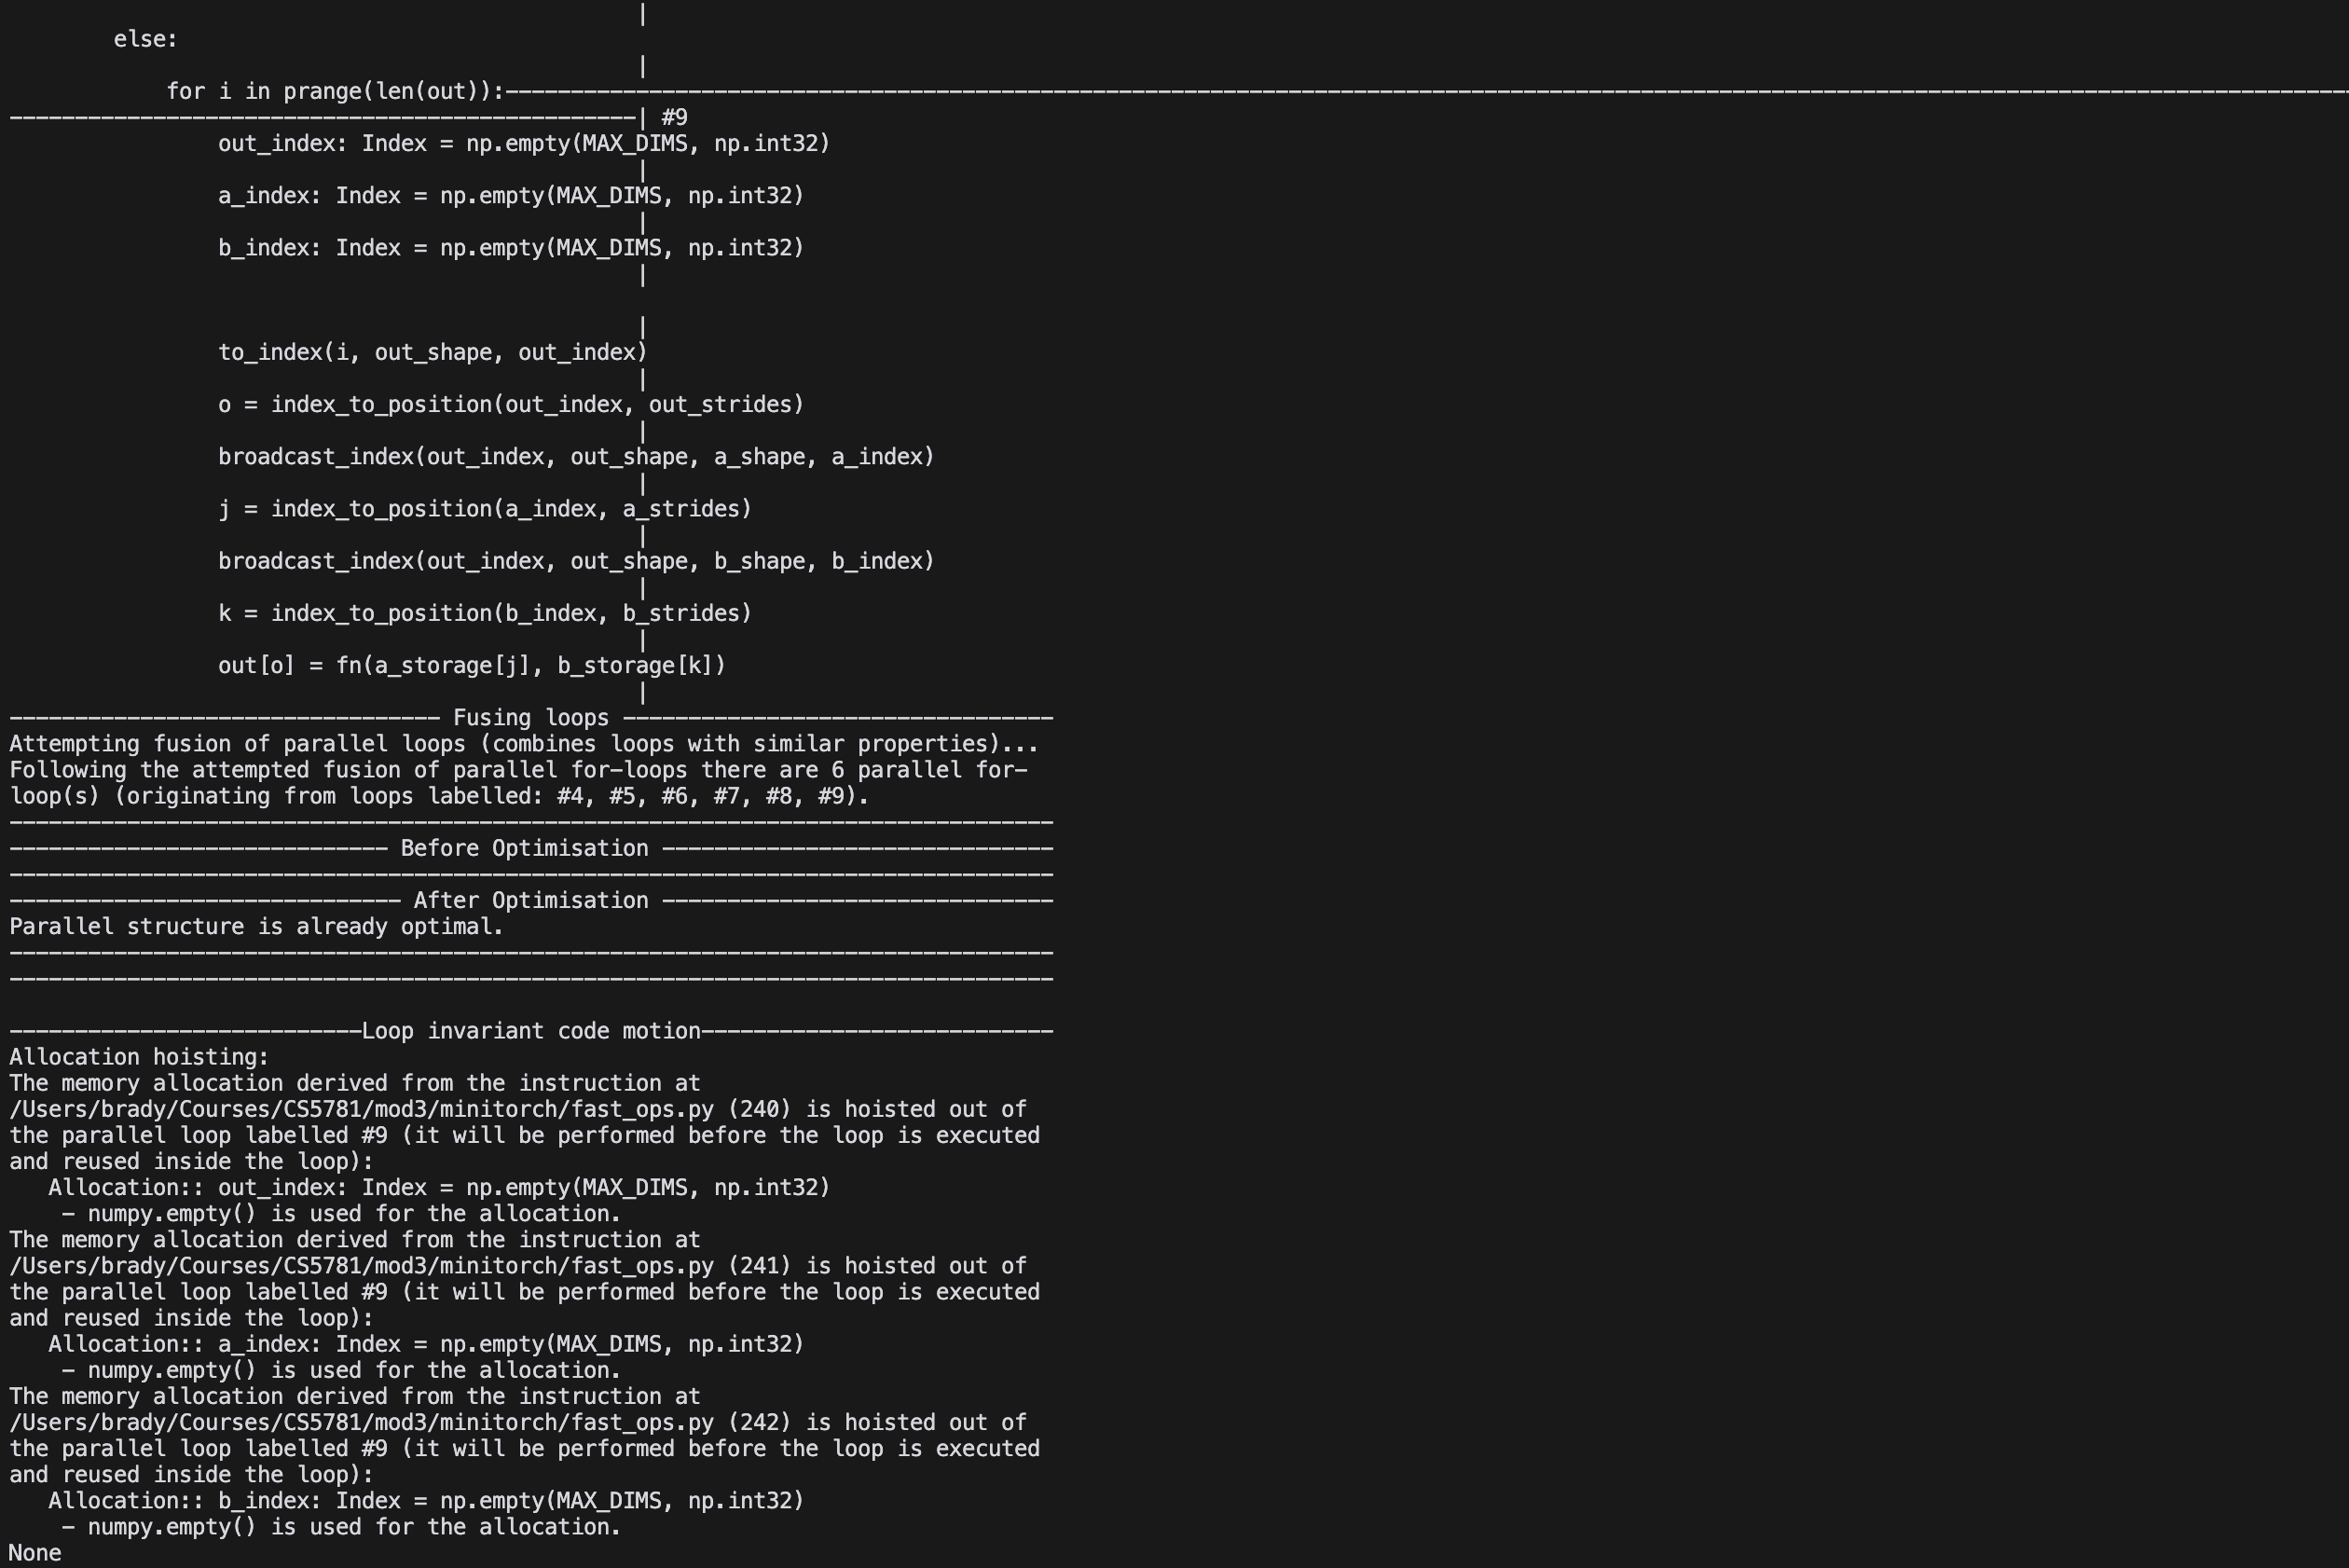 |
else:
|
for i in prange(len(out)):--------------------------------------------------------------------------------------------------------------------------------------------
------------------------------------------------| #9
out_index: Index = np.empty(MAX_DIMS, np.int32)
|
a_index: Index = np.empty(MAX_DIMS, np.int32)
|
b_index: Index = np.empty(MAX_DIMS, np.int32)
|
|
to_index(i, out_shape, out_index)
|
o = index_to_position(out_index, out_strides)
|
broadcast_index(out_index, out_shape, a_shape, a_index)
|
j = index_to_position(a_index, a_strides)
|
broadcast_index(out_index, out_shape, b_shape, b_index)
|
k = index_to_position(b_index, b_strides)
|
out[o] = fn(a_storage[j], b_storage[k])
|
--------------------------------- Fusing loops ---------------------------------
Attempting fusion of parallel loops (combines loops with similar properties)...
Following the attempted fusion of parallel for-loops there are 6 parallel for-
loop(s) (originating from loops labelled: #4, #5, #6, #7, #8, #9).
--------------------------------------------------------------------------------
----------------------------- Before Optimisation ------------------------------
--------------------------------------------------------------------------------
------------------------------ After Optimisation ------------------------------
Parallel structure is already optimal.
--------------------------------------------------------------------------------
--------------------------------------------------------------------------------
---------------------------Loop invariant code motion---------------------------
Allocation hoisting:
The memory allocation derived from the instruction at
/Users/brady/Courses/CS5781/mod3/minitorch/fast_ops.py (240) is hoisted out of
the parallel loop labelled #9 (it will be performed before the loop is executed
and reused inside the loop):
Allocation:: out_index: Index = np.empty(MAX_DIMS, np.int32)
- numpy.empty() is used for the allocation.
The memory allocation derived from the instruction at
/Users/brady/Courses/CS5781/mod3/minitorch/fast_ops.py (241) is hoisted out of
the parallel loop labelled #9 (it will be performed before the loop is executed
and reused inside the loop):
Allocation:: a_index: Index = np.empty(MAX_DIMS, np.int32)
- numpy.empty() is used for the allocation.
The memory allocation derived from the instruction at
/Users/brady/Courses/CS5781/mod3/minitorch/fast_ops.py (242) is hoisted out of
the parallel loop labelled #9 (it will be performed before the loop is executed
and reused inside the loop):
Allocation:: b_index: Index = np.empty(MAX_DIMS, np.int32)
- numpy.empty() is used for the allocation.
None